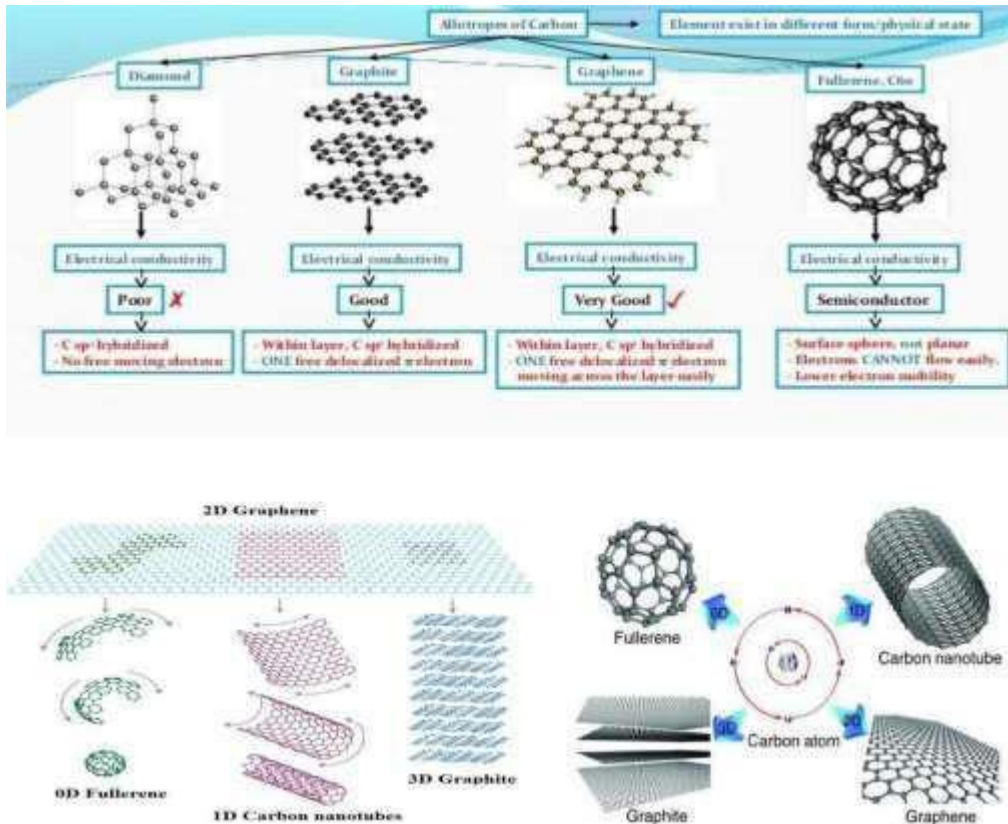 Allotropes of Carbon
Element exist in different form/physical state
Diamond
Graphite
Graphene
Fullerene, C60
Electrical conductivity
Electrical conductivity
Electrical conductivity
Electrical conductivity
Poor ✗
Good
Very Good ✓
Semiconductor
- C sp hybridized
- No free moving electron
- Within layer, C sp hybridized
- ONE free delocalized π electron
- Within layer, C sp hybridized
- ONE free delocalized π electron
moving across the layer easily
- Surface sphere, not planar
- Electrons CANNOT flow easily.
- Lower electron mobility
2D Graphene
0D Fullerene
1D Carbon nanotubes
3D Graphite
Fullerene
0D
1D
Carbon nanotube
3D
Carbon atom
2D
Graphite
Graphene